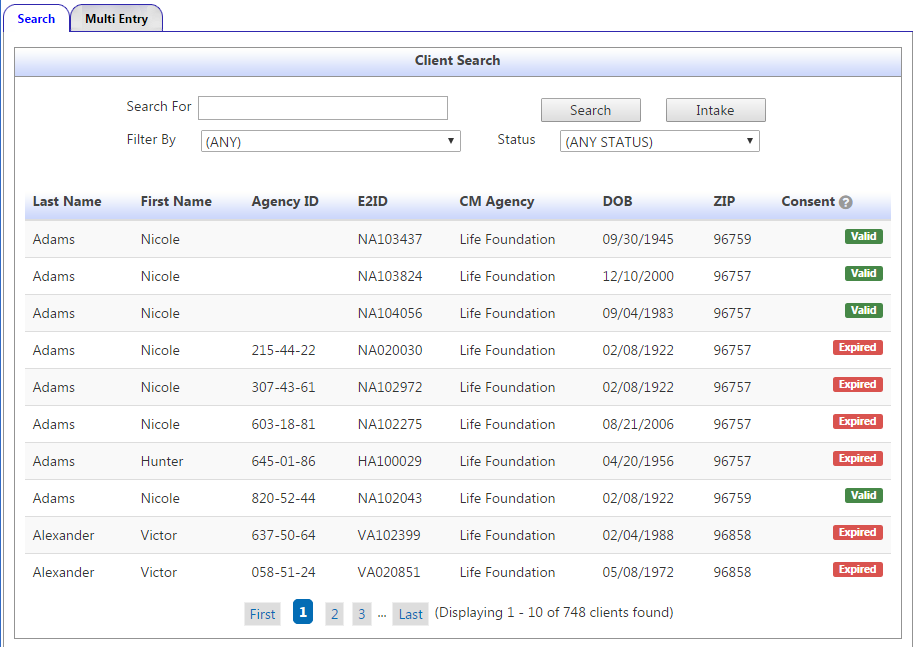 Search Multi Entry
Client Search
Search For Search Intake
Filter By (ANY) Status (ANY STATUS)
Last Name First Name Agency ID E2ID CM Agency DOB ZIP Consent ?
Adams Nicole NA103437 Life Foundation 09/30/1945 96759 Valid
Adams Nicole NA103824 Life Foundation 12/10/2000 96757 Valid
Adams Nicole NA104056 Life Foundation 09/04/1983 96757 Valid
Adams Nicole 215-44-22 NA020030 Life Foundation 02/08/1922 96757 Expired
Adams Nicole 307-43-61 NA102972 Life Foundation 02/08/1922 96757 Expired
Adams Nicole 603-18-81 NA102275 Life Foundation 08/21/2006 96757 Expired
Adams Hunter 645-01-86 HA100029 Life Foundation 04/20/1956 96757 Expired
Adams Nicole 820-52-44 NA102043 Life Foundation 02/08/1922 96759 Valid
Alexander Victor 637-50-64 VA102399 Life Foundation 02/04/1988 96858 Expired
Alexander Victor 058-51-24 VA020851 Life Foundation 05/08/1972 96858 Expired
First 1 2 3 ... Last (Displaying 1 - 10 of 748 clients found)